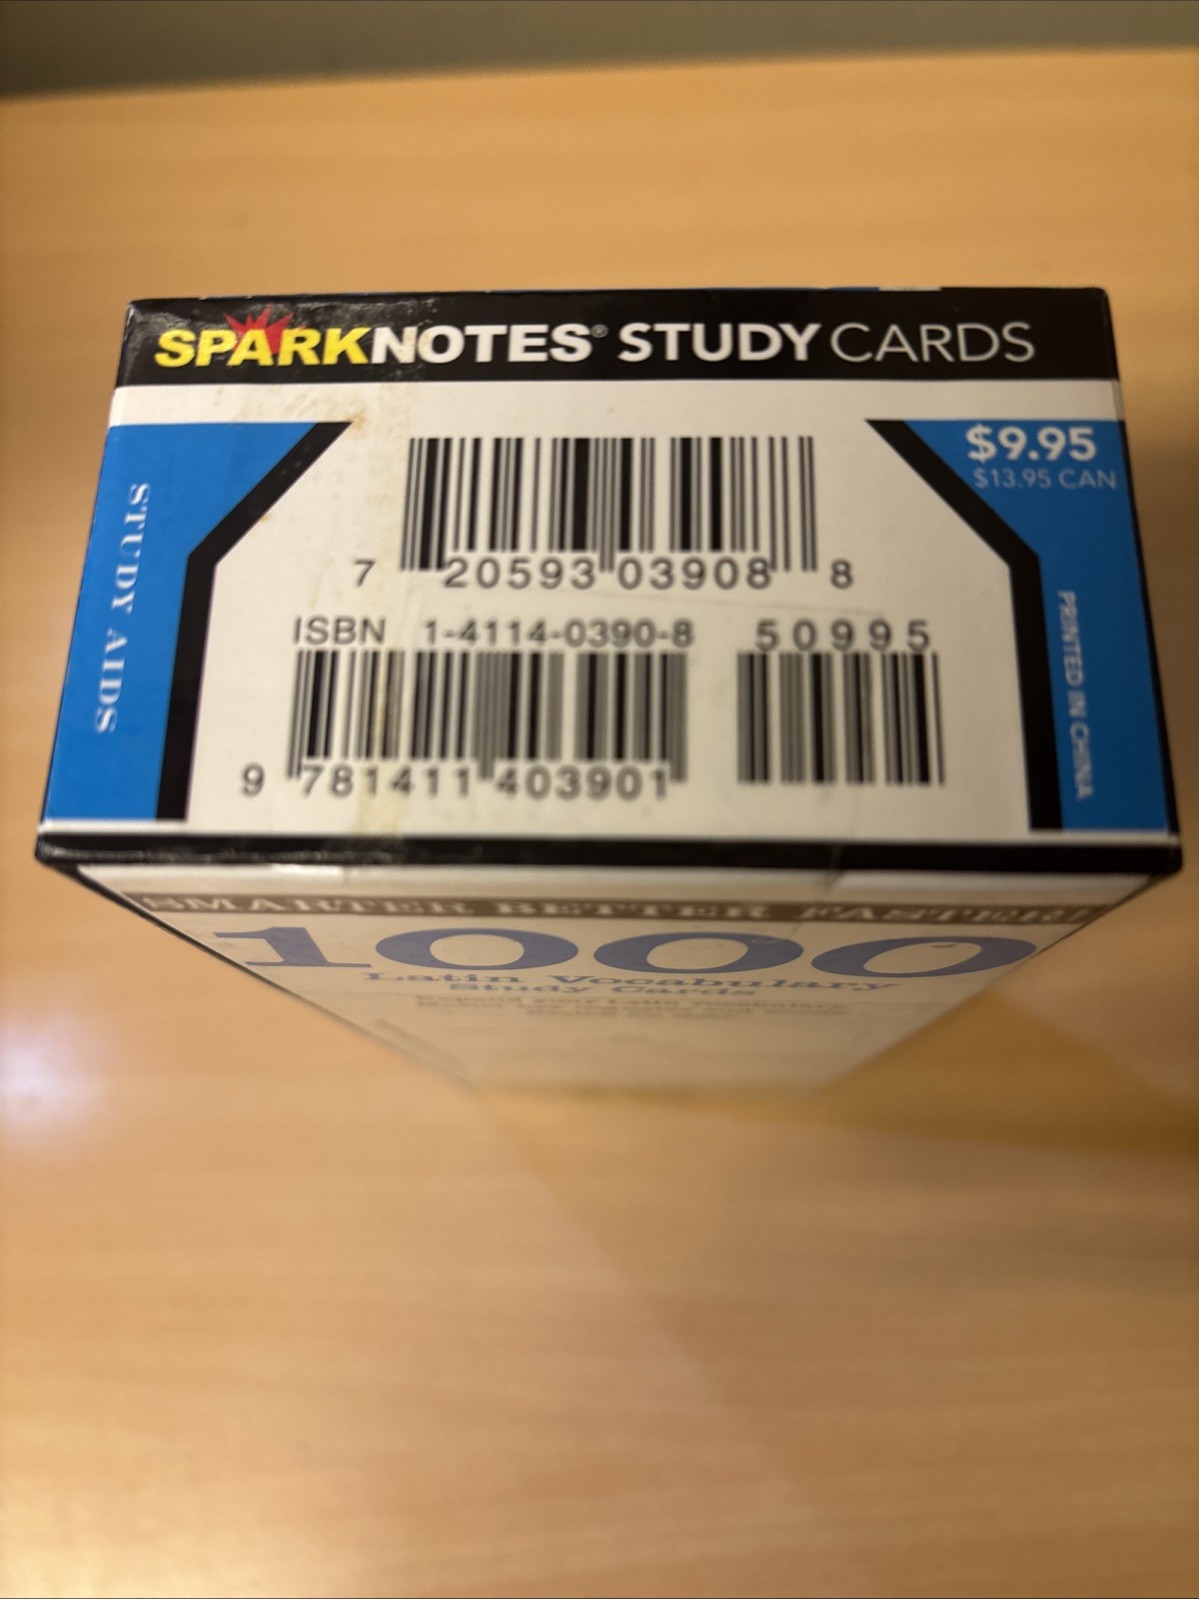 SPARKNOTES® STUDY CARDS
$9.95
$13.95 CAN
STUDY AIDS
7 20593 03908 8
ISBN 1-4114-0390-8 50995
9 781411 403901
PRINTED IN CHINA
SMARTER BETTER FASTER
1000
Latin Vocabulary
Study Cards